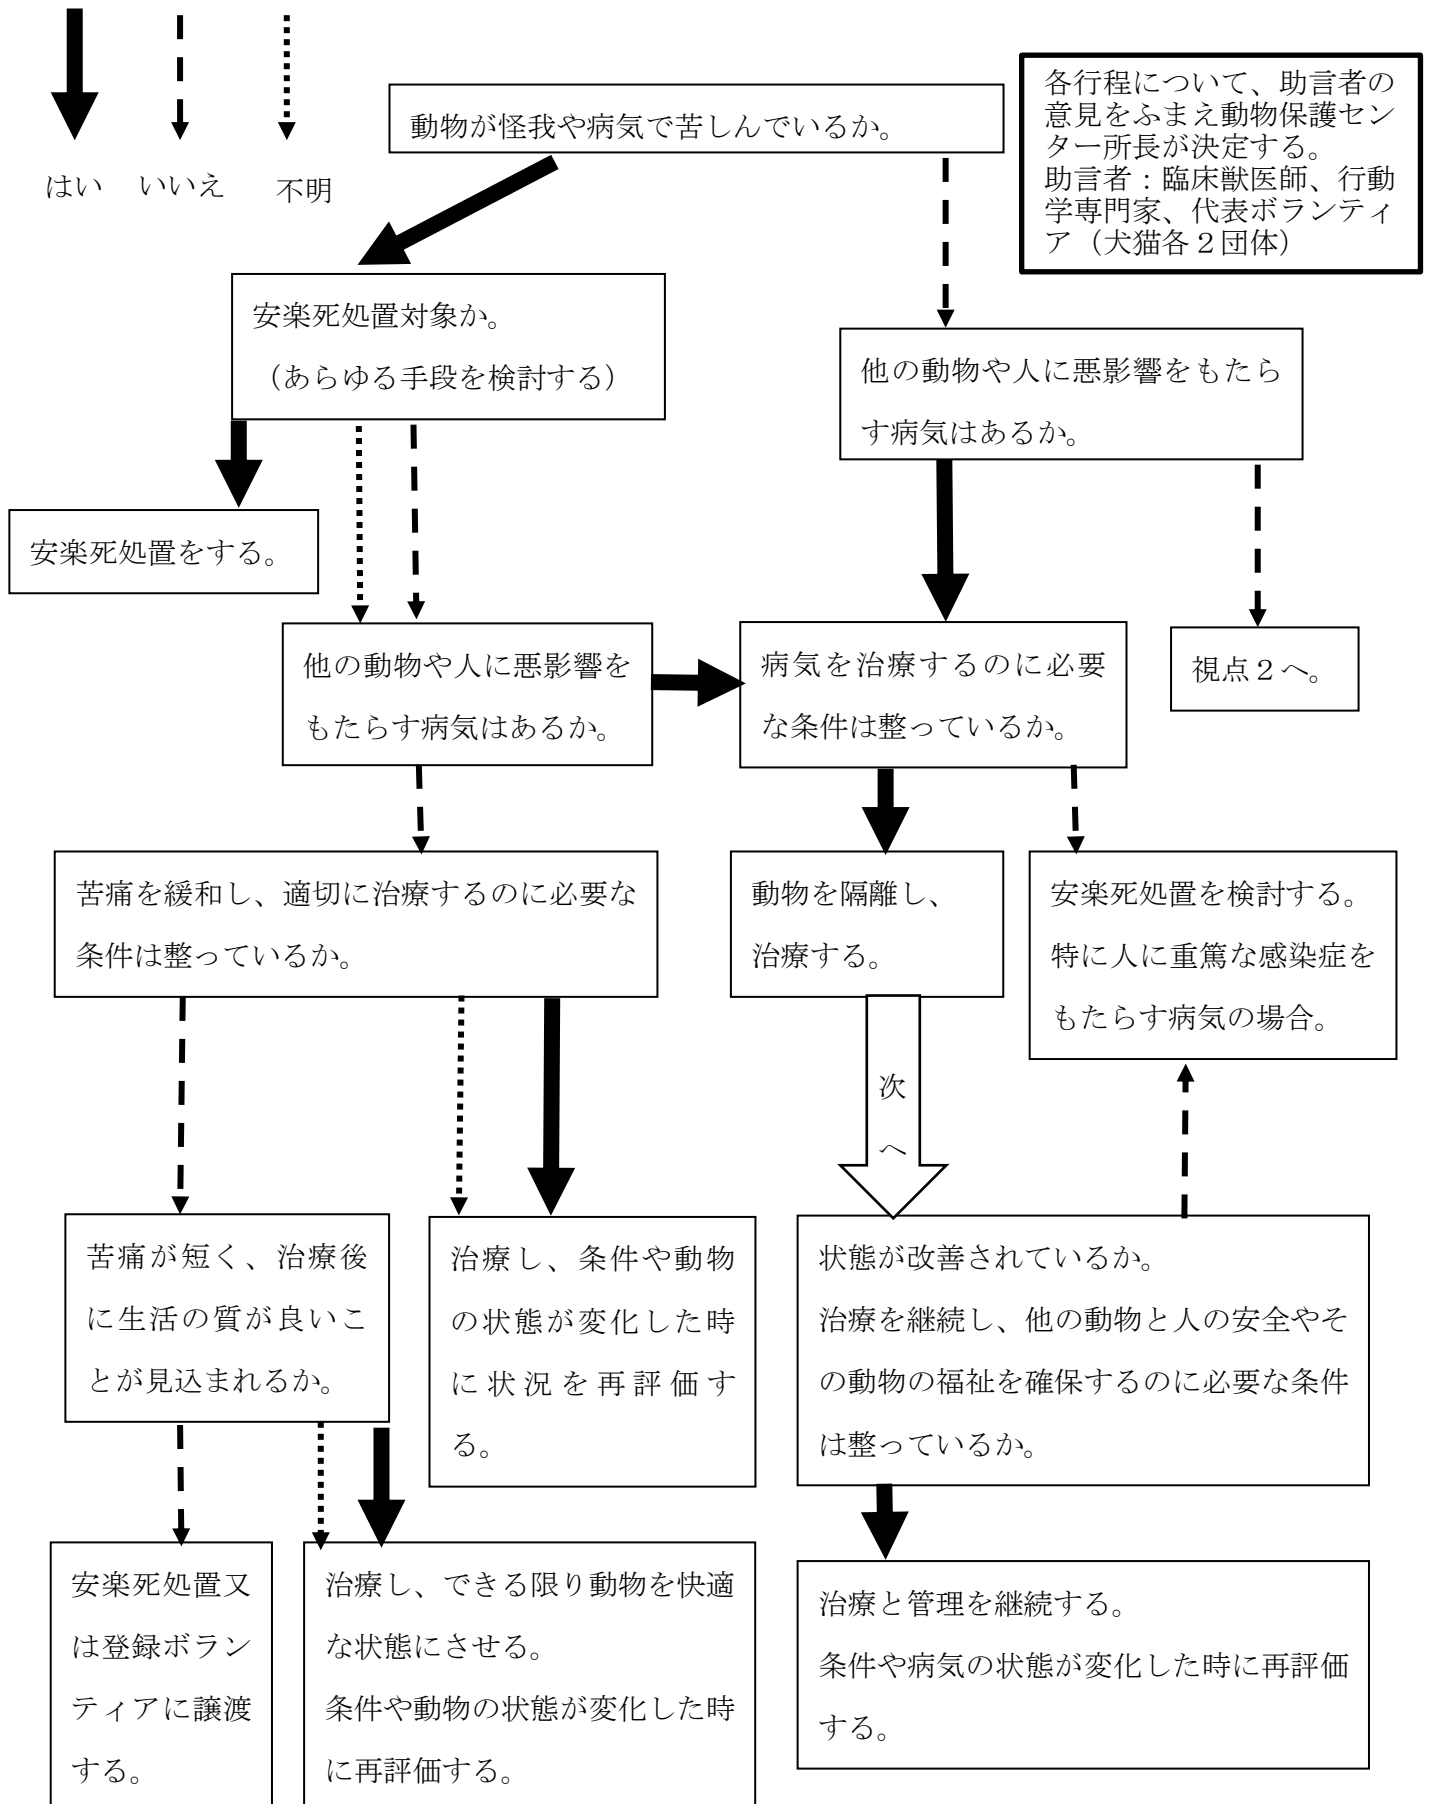 はい
いいえ
不明
動物が怪我や病気で苦しんでいるか。
各行程について、助言者の
意見をふまえ動物保護セン
ター所長が決定する。
助言者：臨床獣医師、行動
学専門家、代表ボランティ
ア（犬猫各２団体）
安楽死処置対象か。
（あらゆる手段を検討する）
他の動物や人に悪影響をもたら
す病気はあるか。
安楽死処置をする。
他の動物や人に悪影響を
もたらす病気はあるか。
病気を治療するのに必要
な条件は整っているか。
視点２へ。
苦痛を緩和し、適切に治療するのに必要な
条件は整っているか。
動物を隔離し、
治療する。
安楽死処置を検討する。
特に人に重篤な感染症を
もたらす病気の場合。
次
へ
苦痛が短く、治療後
に生活の質が良いこ
とが見込まれるか。
治療し、条件や動物
の状態が変化した時
に状況を再評価す
る。
状態が改善されているか。
治療を継続し、他の動物と人の安全やそ
の動物の福祉を確保するのに必要な条件
は整っているか。
安楽死処置又
は登録ボラン
ティアに譲渡
する。
治療し、できる限り動物を快適
な状態にさせる。
条件や動物の状態が変化した時
に再評価する。
治療と管理を継続する。
条件や病気の状態が変化した時に再評価
する。